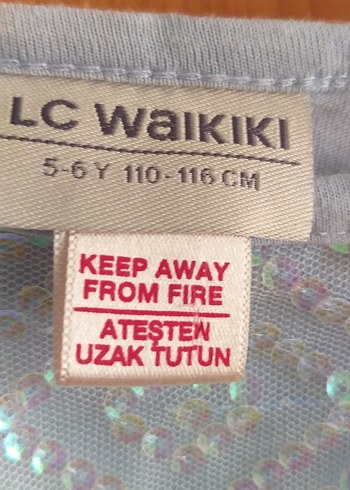 LC WAIKIKI
5-6 Y 110-116 CM
KEEP AWAY
FROM FIRE
ATEŞTEN
UZAK TUTUN